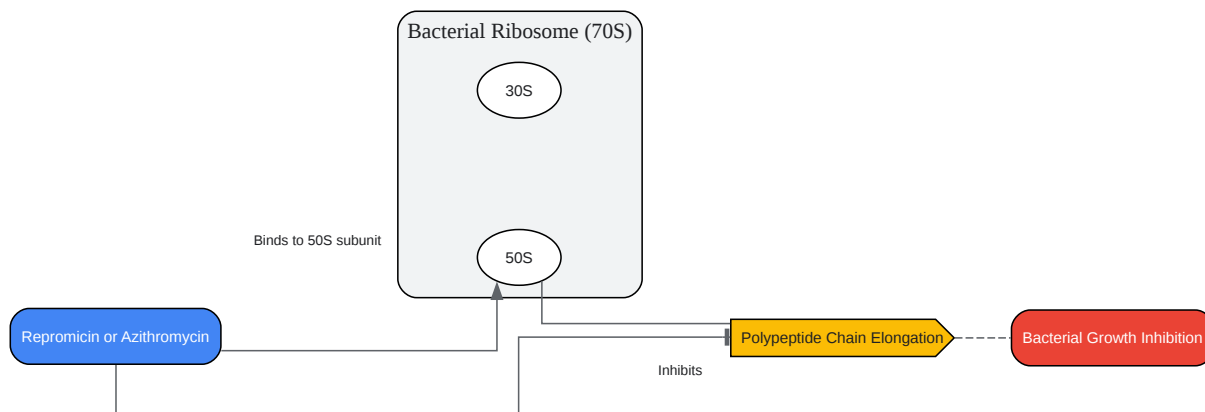 Bacterial Ribosome (70S)
30S
Binds to 50S subunit
50S
Repromicin or Azithromycin
Polypeptide Chain Elongation
Bacterial Growth Inhibition
Inhibits